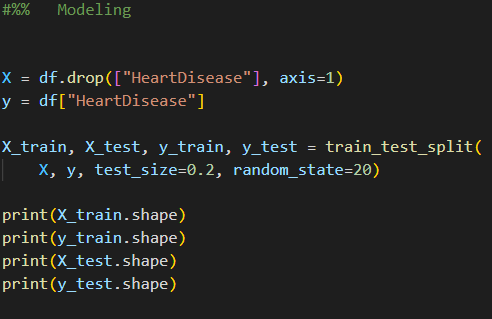 #%%   Modeling
X = df.drop(["HeartDisease"], axis=1)
y = df["HeartDisease"]
X_train, X_test, y_train, y_test = train_test_split(
    X, y, test_size=0.2, random_state=20)
print(X_train.shape)
print(y_train.shape)
print(X_test.shape)
print(y_test.shape)